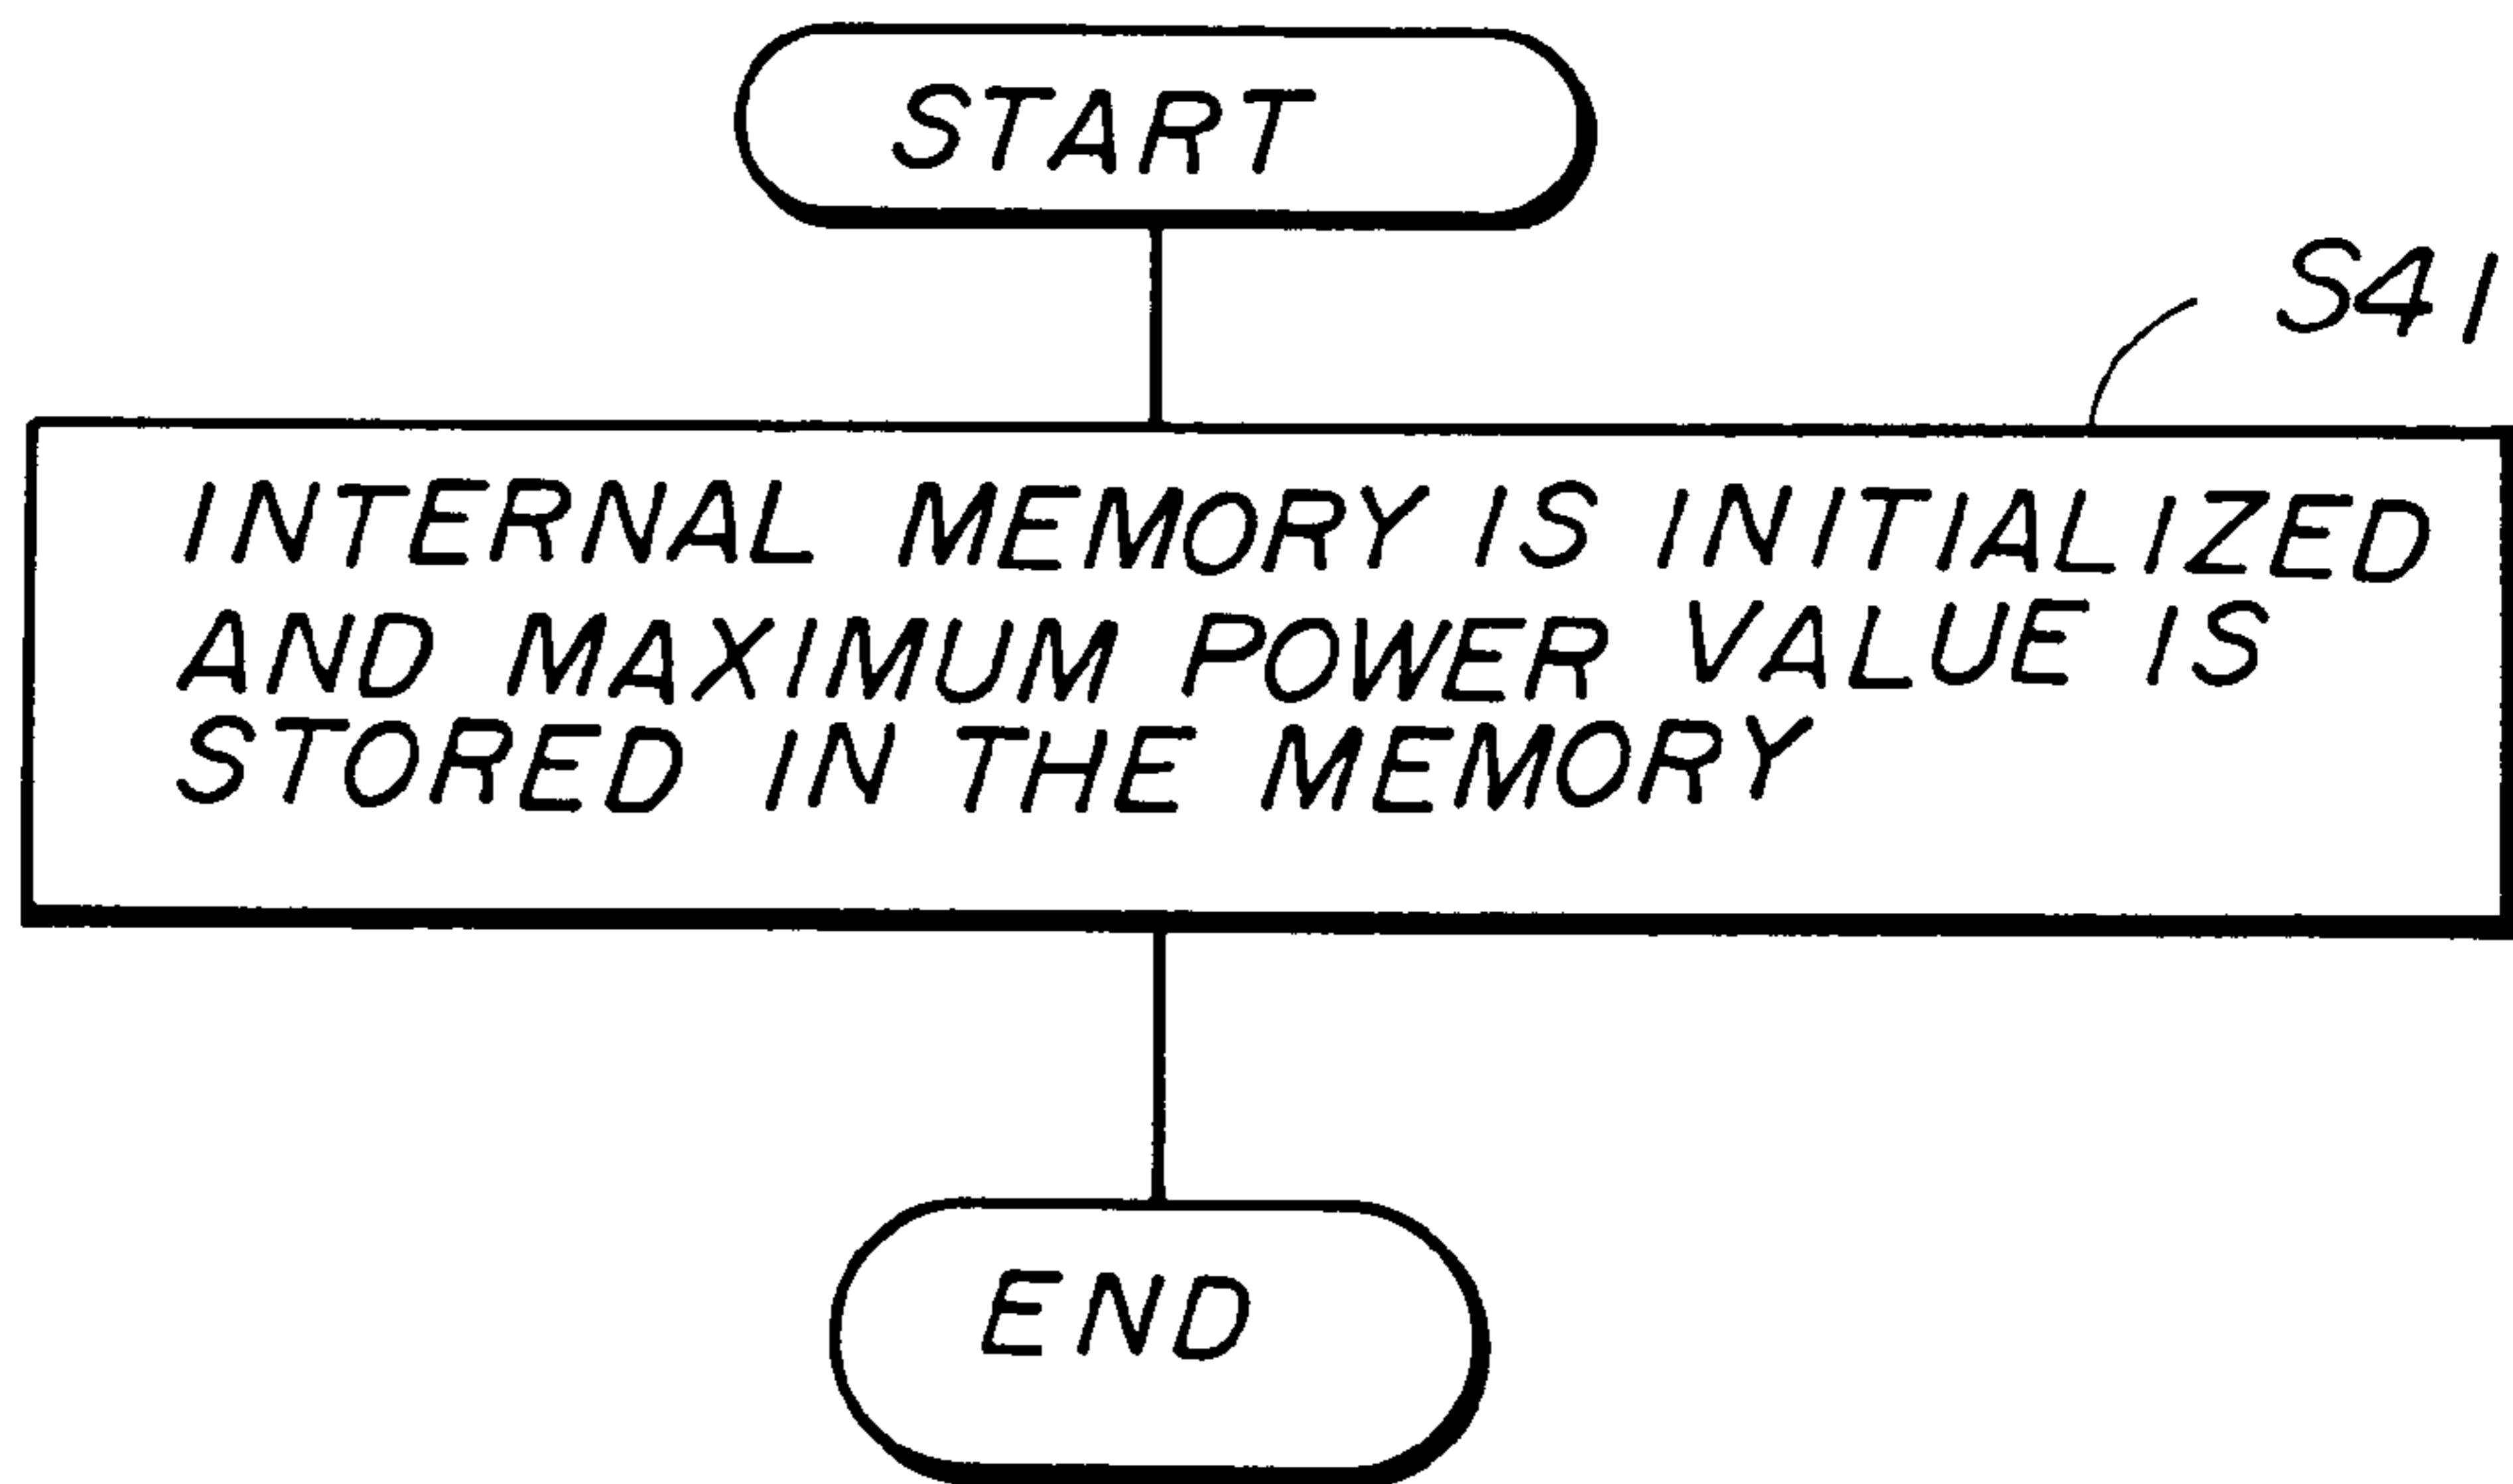 START
S41
INTERNAL MEMORY IS INITIALIZED
AND MAXIMUM POWER VALUE IS
STORED IN THE MEMORY
END